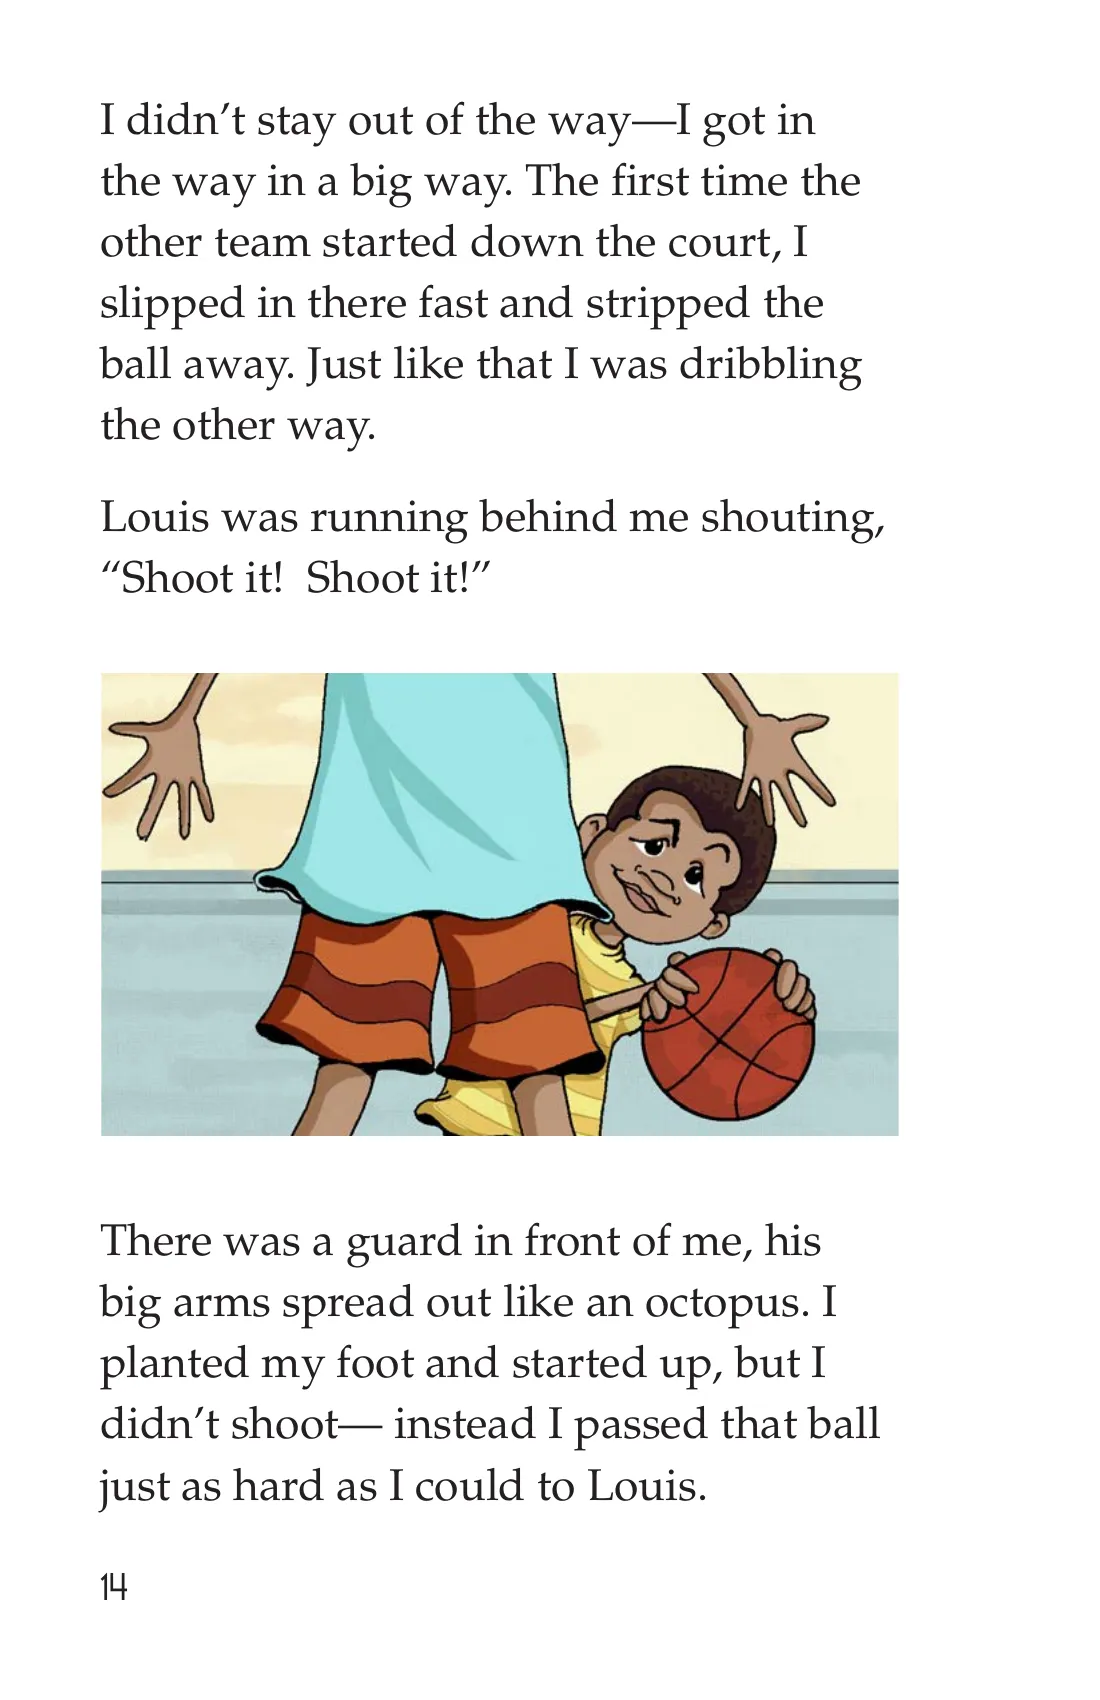 I didn’t stay out of the way—I got in
the way in a big way. The first time the
other team started down the court, I
slipped in there fast and stripped the
ball away. Just like that I was dribbling
the other way.
Louis was running behind me shouting,
“Shoot it!  Shoot it!”
There was a guard in front of me, his
big arms spread out like an octopus. I
planted my foot and started up, but I
didn’t shoot— instead I passed that ball
just as hard as I could to Louis.
14